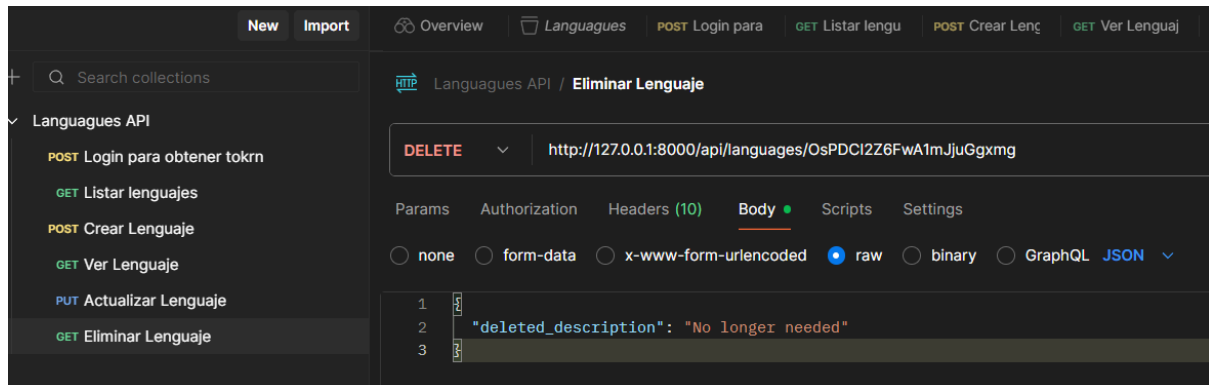 New Import
Overview Languagues POST Login para GET Listar lengu POST Crear Leng GET Ver Lenguaj
Search collections
HTTP Languagues API / Eliminar Lenguaje
Languagues API
POST Login para obtener tokrn
GET Listar lenguajes
POST Crear Lenguaje
GET Ver Lenguaje
PUT Actualizar Lenguaje
GET Eliminar Lenguaje
DELETE http://127.0.0.1:8000/api/languages/OsPDCI2Z6FwA1mJjuGgxmg
Params Authorization Headers (10) Body Scripts Settings
none form-data x-www-form-urlencoded raw binary GraphQL JSON
1 {
2 "deleted_description": "No longer needed"
3 }